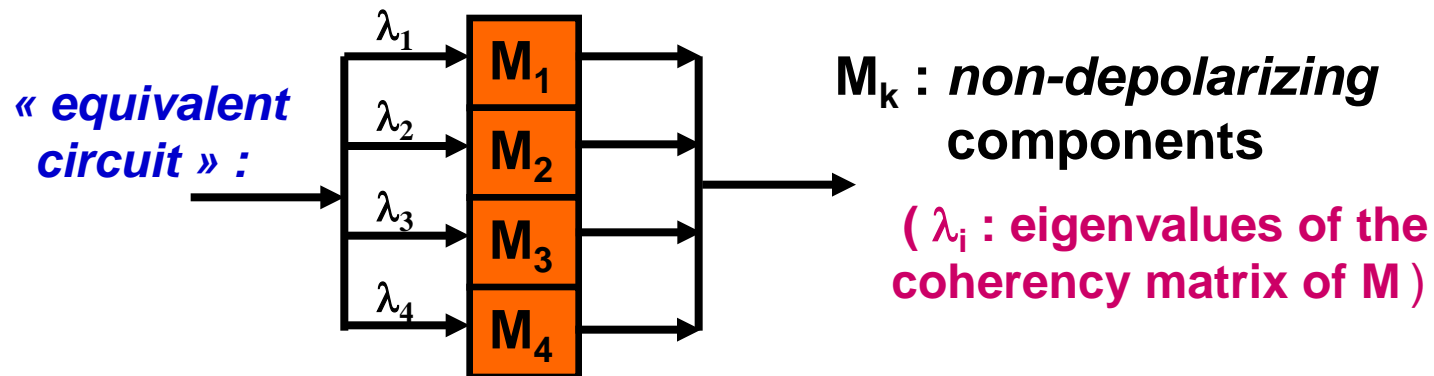 « equivalent
circuit » :
λ1
λ2
λ3
λ4
M1
M2
M3
M4
Mk : non-depolarizing
components
( λi : eigenvalues of the
coherency matrix of M )